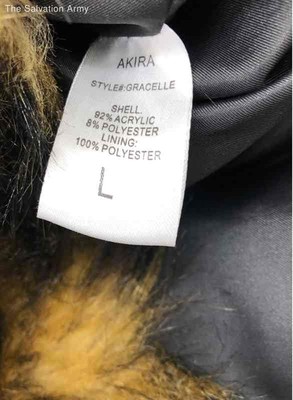 The Salvation Army
AKIRA
STYLE#:GRACELLE
SHELL:
92% ACRYLIC
8% POLYESTER
LINING:
100% POLYESTER
L